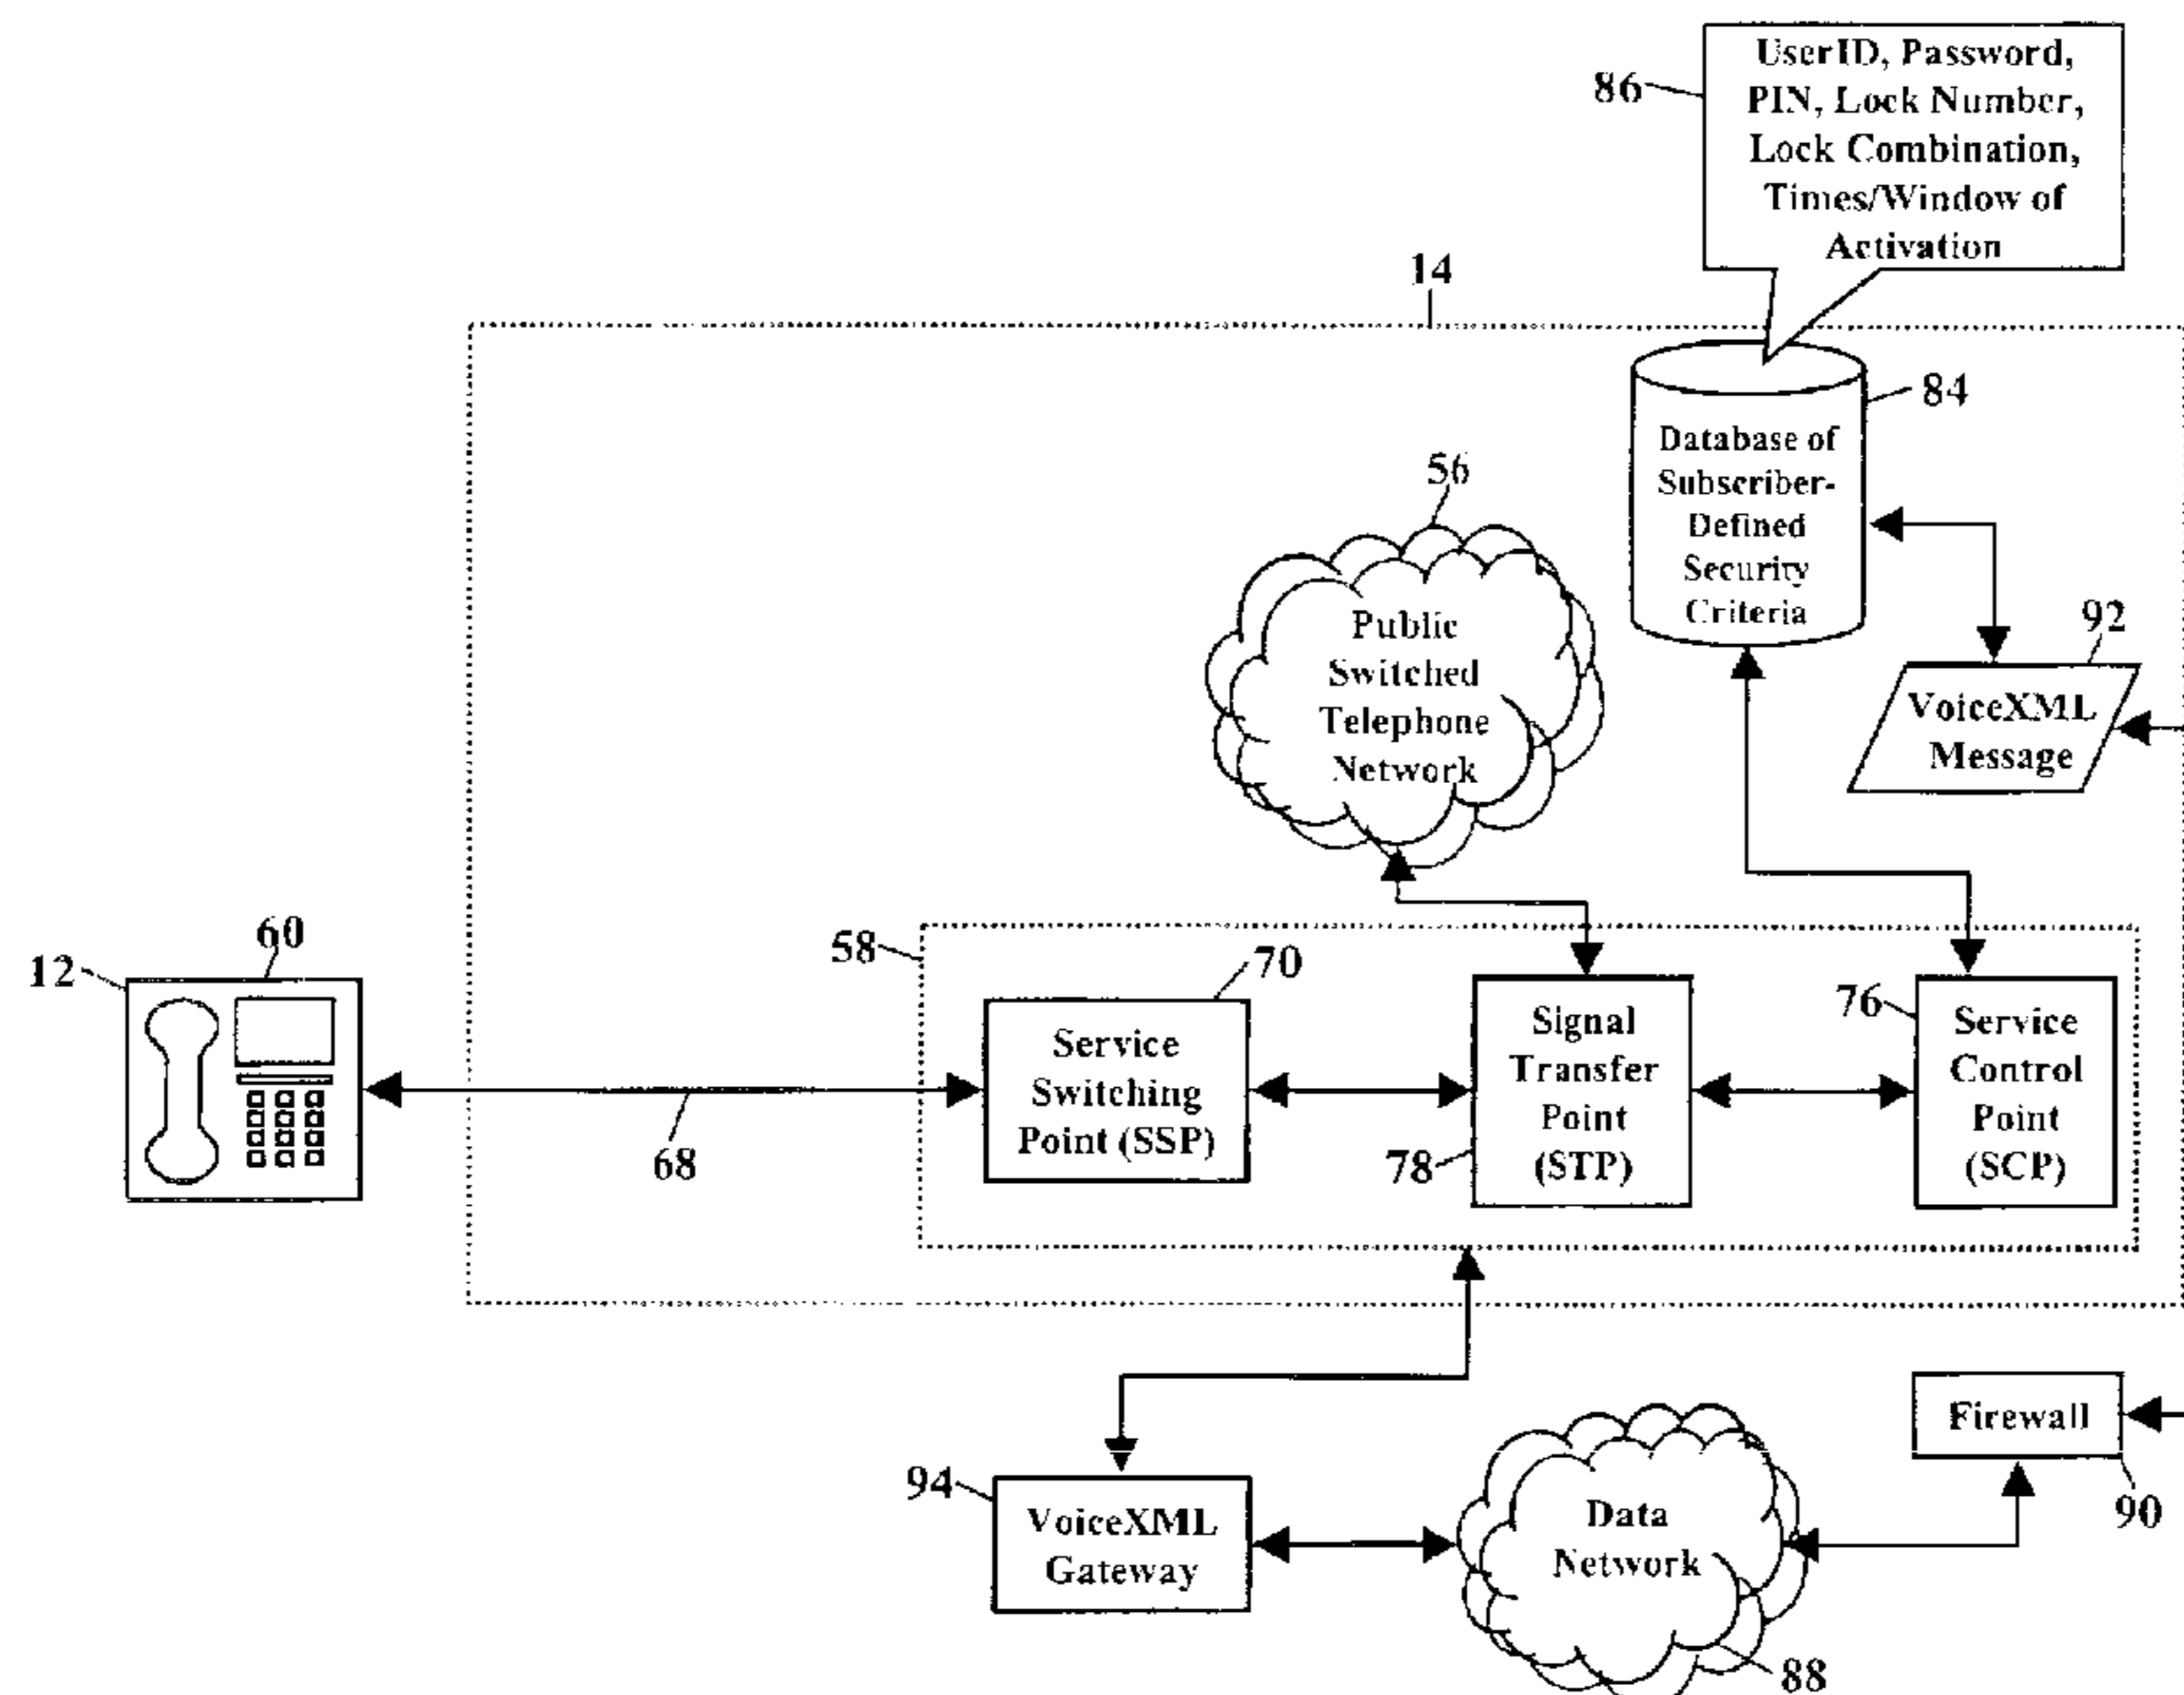 UserID, Password,
PIN, Lock Number,
Lock Combination,
Times/Window of
Activation
86
14
84
Database of
Subscriber-
Defined
Security
Criteria
56
Public
Switched
Telephone
Network
92
VoiceXML
Message
12
60
58
70
76
Service
Switching
Point (SSP)
Signal
Transfer
Point
(STP)
Service
Control
Point
(SCP)
68
78
Firewall
90
94
VoiceXML
Gateway
Data
Network
88